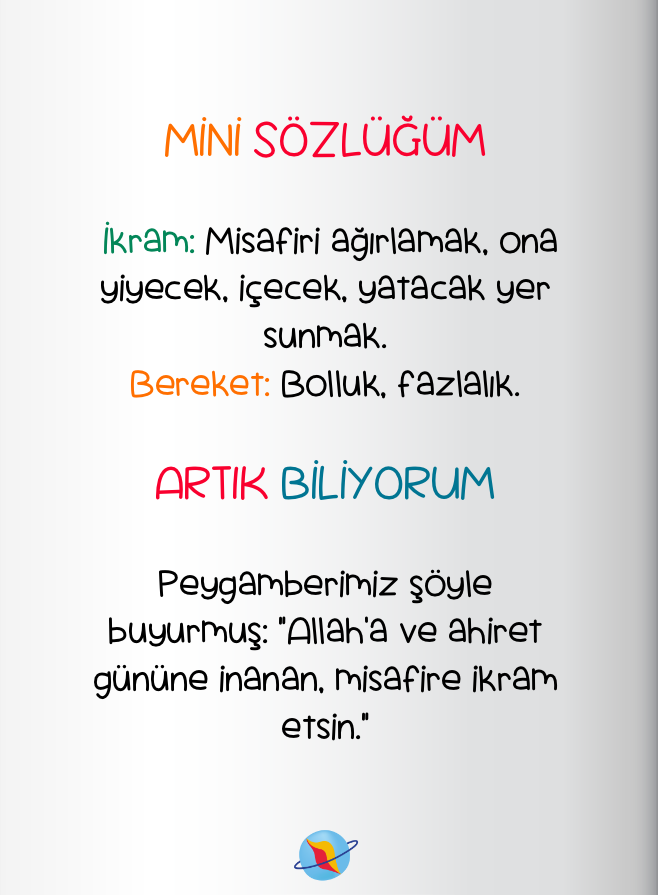 MİNİ SÖZLÜĞÜM
İkram: Misafiri ağırlamak, ona
yiyecek, içecek, yatacak yer
sunmak.
Bereket: Bolluk, fazlalık.
ARTIK BİLİYORUM
Peygamberimiz şöyle
buyurmuş: "Allah'a ve ahiret
gününe inanan, misafire ikram
etsin."